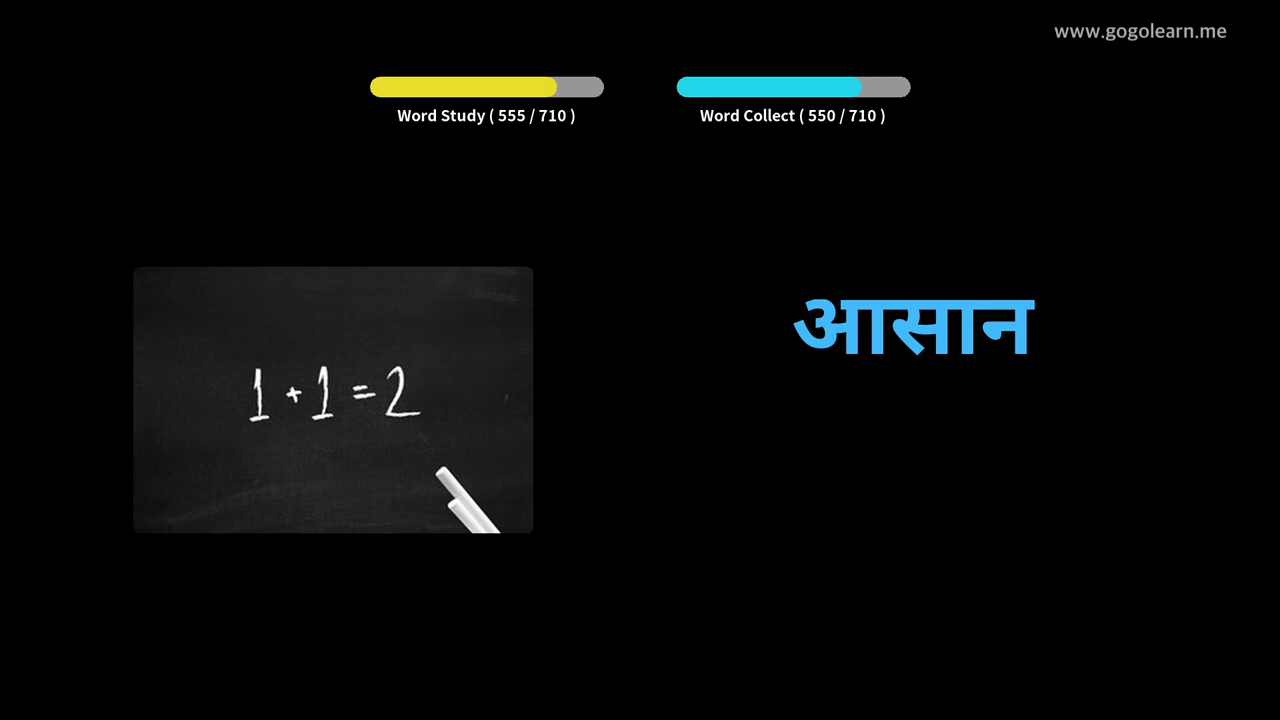 www.gogolearn.me
Word Study ( 555 / 710 )
Word Collect ( 550 / 710 )
आसान
1 + 1 = 2